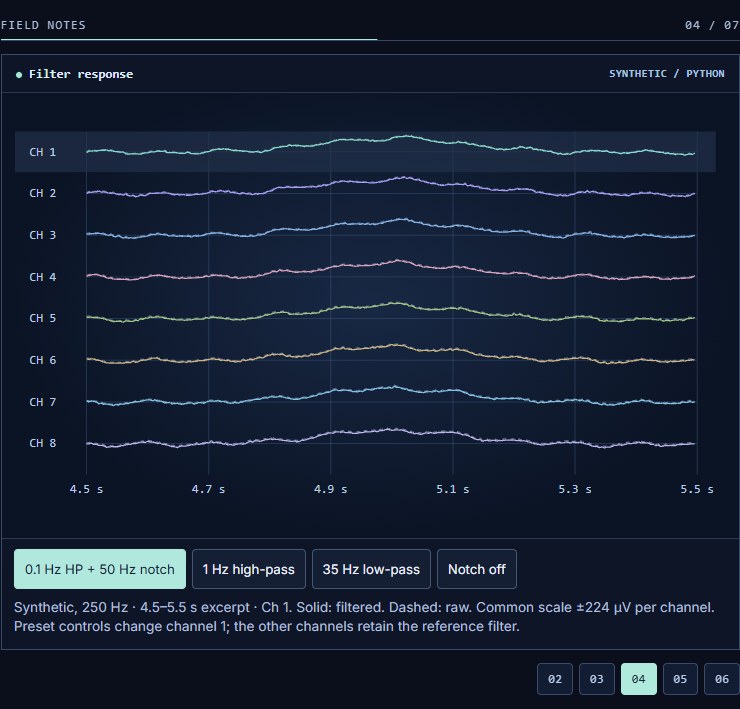 FIELD NOTES
04 / 07
Filter response
SYNTHETIC / PYTHON
CH 1
CH 2
CH 3
CH 4
CH 5
CH 6
CH 7
CH 8
4.5 s 4.7 s 4.9 s 5.1 s 5.3 s 5.5 s
0.1 Hz HP + 50 Hz notch 1 Hz high-pass 35 Hz low-pass Notch off
Synthetic, 250 Hz · 4.5–5.5 s excerpt · Ch 1. Solid: filtered. Dashed: raw. Common scale ±224 µV per channel.
Preset controls change channel 1; the other channels retain the reference filter.
02 03 04 05 06